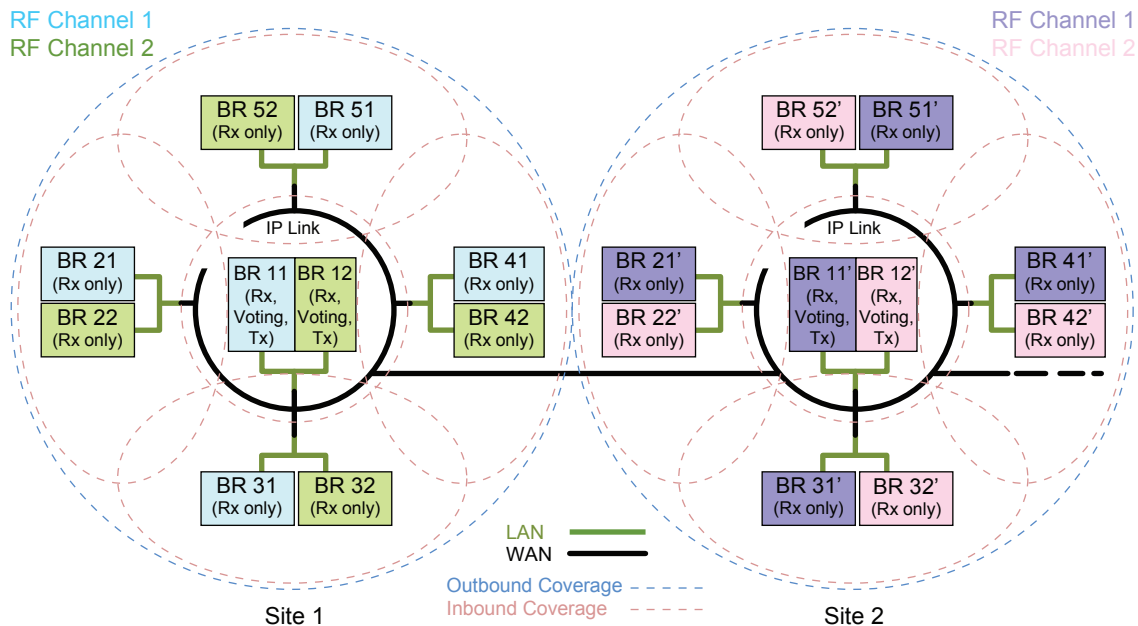 RF Channel 1
RF Channel 2
RF Channel 1
RF Channel 2
BR 52
(Rx only)
BR 51
(Rx only)
BR 52’
(Rx only)
BR 51’
(Rx only)
IP Link
IP Link
BR 21
(Rx only)
BR 22
(Rx only)
BR 11
(Rx,
Voting,
Tx)
BR 12
(Rx,
Voting,
Tx)
BR 41
(Rx only)
BR 42
(Rx only)
BR 21’
(Rx only)
BR 22’
(Rx only)
BR 11’
(Rx,
Voting,
Tx)
BR 12’
(Rx,
Voting,
Tx)
BR 41’
(Rx only)
BR 42’
(Rx only)
BR 31
(Rx only)
BR 32
(Rx only)
BR 31’
(Rx only)
BR 32’
(Rx only)
LAN
WAN
Outbound Coverage
Inbound Coverage
Site 1
Site 2